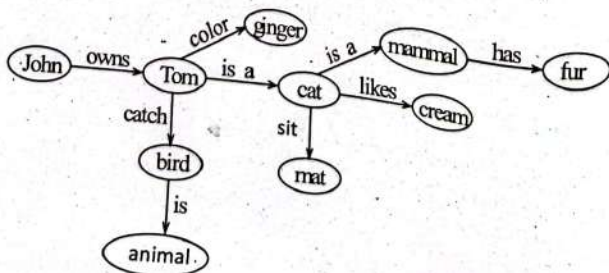 color
ginger
John
owns
Tom
is a
cat
is a
mammal
has
fur
likes
cream
catch
sit
bird
mat
is
animal